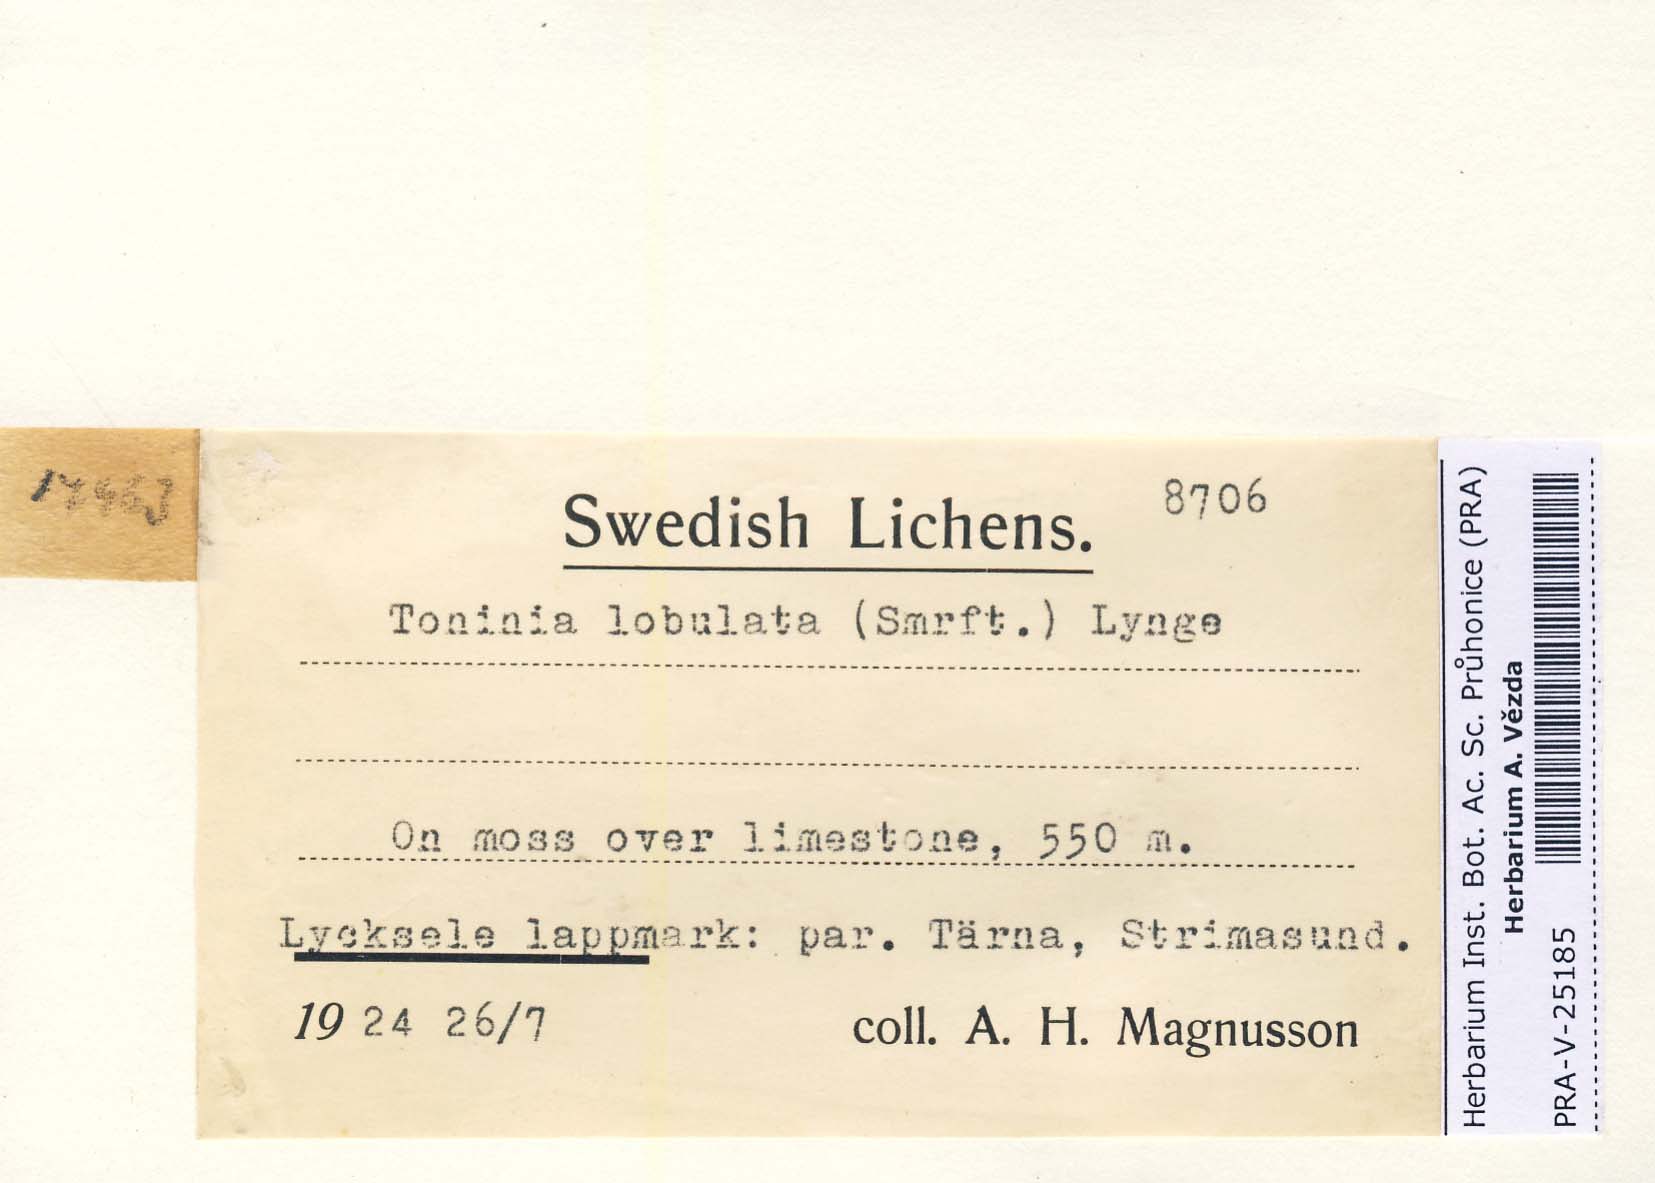 Swedish Lichens.
8706
Toninia lobulata (Smrft.) Lynge
On moss over limestone, 550 m.
Lycksele lappmark: par. Tärna, Strimasund.
1924 26/7
coll. A. H. Magnusson
Herbarium Inst. Bot. Ac. Sc. Průhonice (PRA)
Herbarium A. Vězda
PRA-V-25185